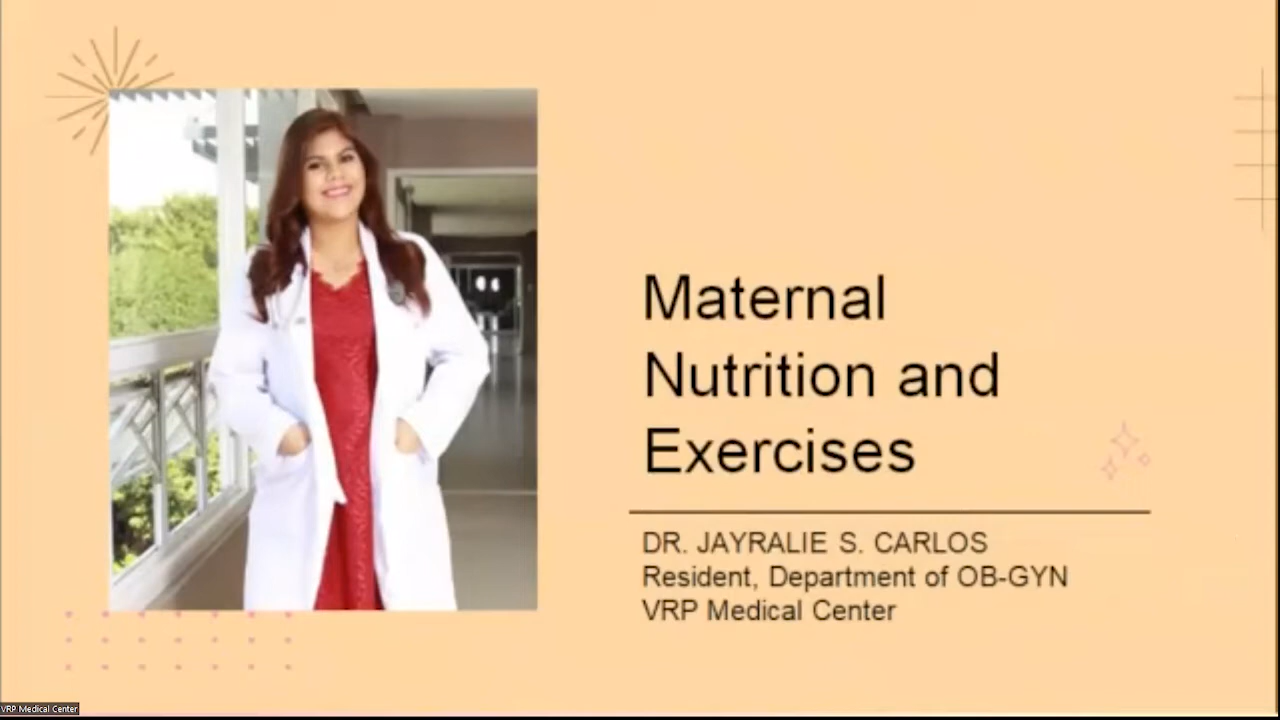 Maternal
Nutrition and
Exercises
DR. JAYRALIE S. CARLOS
Resident, Department of OB-GYN
VRP Medical Center
VRP Medical Center